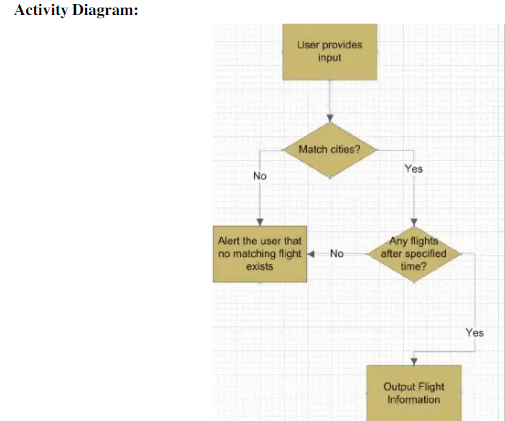 Activity Diagram:
User provides
input
Match cities?
Yes
No
Alert the user that
no matching flight
exists
No
Any flights
after specified
time?
Yes
Output Flight
Information